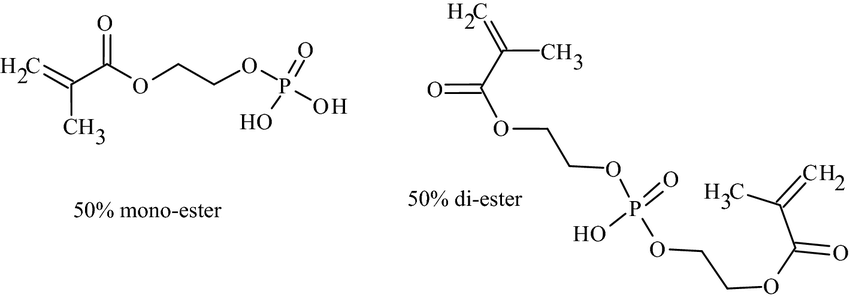 O
O
H₂C
O
O
P
OH
CH₃
HO
50% mono-ester
H₂C
CH₃
O
O
O
O
P
HO
O
50% di-ester
H₃C
CH₂
O
O